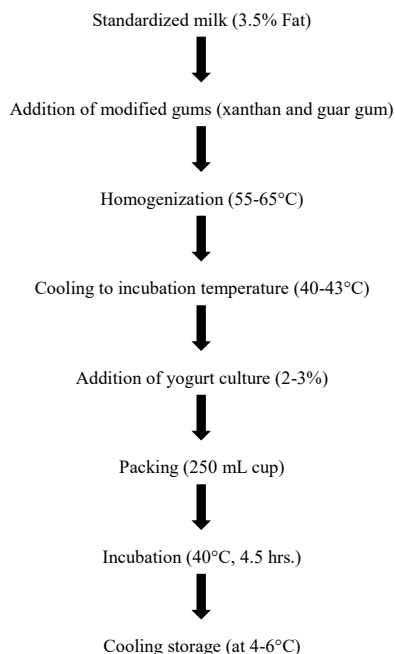 Standardized milk (3.5% Fat)
Addition of modified gums (xanthan and guar gum)
Homogenization (55-65°C)
Cooling to incubation temperature (40-43°C)
Addition of yogurt culture (2-3%)
Packing (250 mL cup)
Incubation (40°C, 4.5 hrs.)
Cooling storage (at 4-6°C)